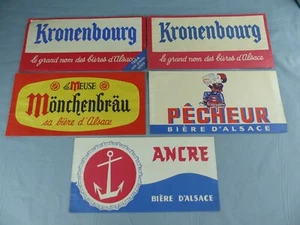 Kronenbourg
le grand nom des bières d'Alsace
Kronenbourg
le grand nom des bières d'Alsace
la MEUSE
Mönchenbräu
sa bière d'Alsace
PÊCHEUR
BIÈRE D'ALSACE
ANCRE
BIÈRE D'ALSACE